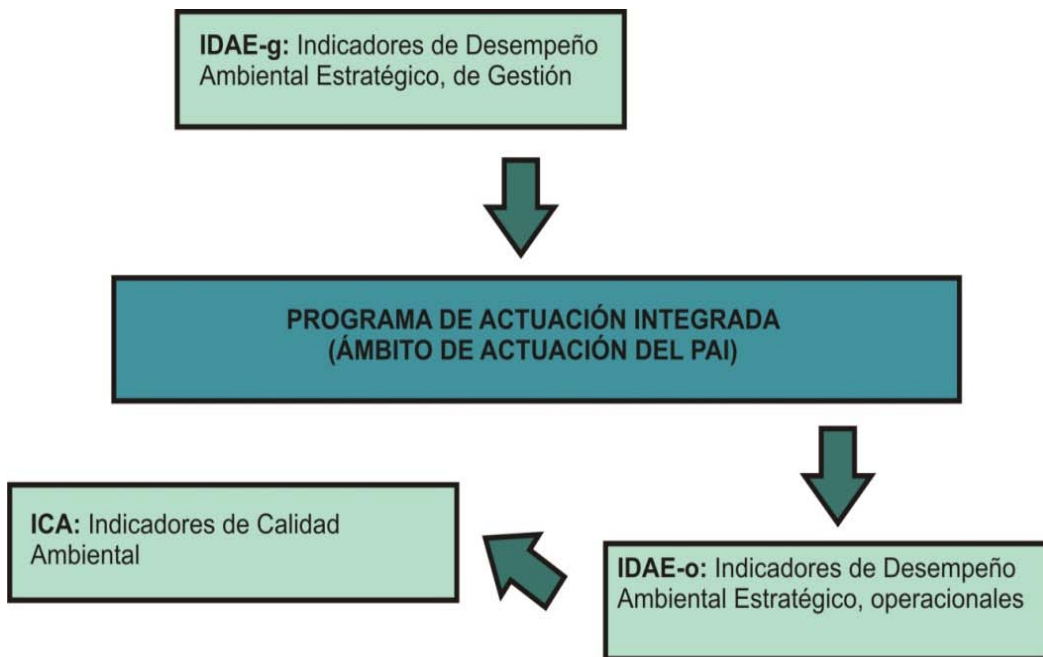 IDAE-g: Indicadores de Desempeño
Ambiental Estratégico, de Gestión
PROGRAMA DE ACTUACIÓN INTEGRADA
(ÁMBITO DE ACTUACIÓN DEL PAI)
ICA: Indicadores de Calidad
Ambiental
IDAE-o: Indicadores de Desempeño
Ambiental Estratégico, operacionales